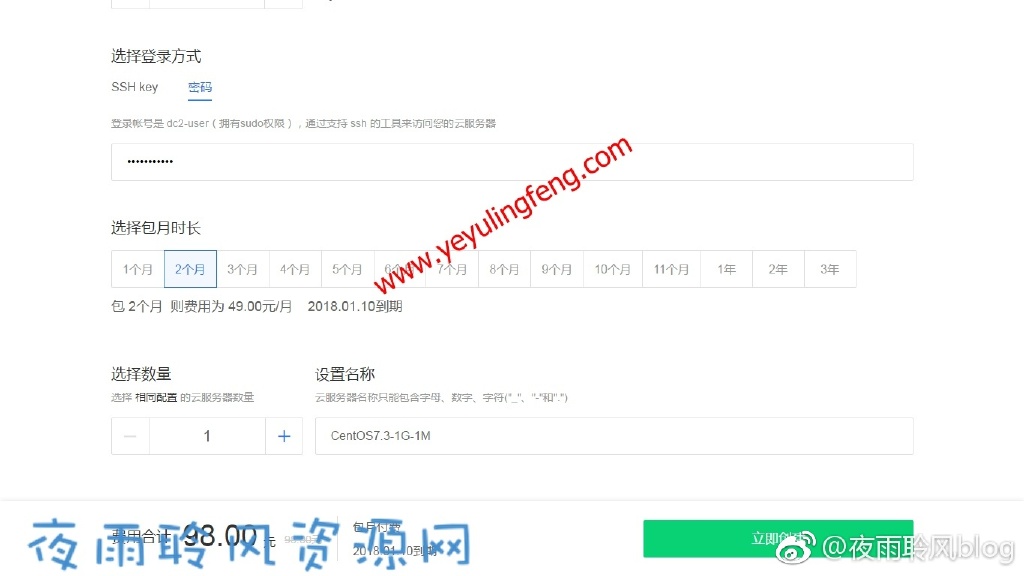 选择登录方式
SSH key 密码
登录帐号是 dc2-user（拥有sudo权限），通过支持 ssh 的工具来访问您的云服务器
•••••••••••
www.yeyulingfeng.com
选择包月时长
1个月 2个月 3个月 4个月 5个月 6个月 7个月 8个月 9个月 10个月 11个月 1年 2年 3年
包 2个月 则费用为 49.00元/月 2018.01.10到期
选择数量 设置名称
选择 相同配置 的云服务器数量 云服务器名称只能包含字母、数字、字符("_"、"-"和".")
— 1 + CentOS7.3-1G-1M
费用合计 98.00 元 98.00元 包月付费
2018.01.10到期
立即创建
夜雨聆风资源网
@夜雨聆风blog